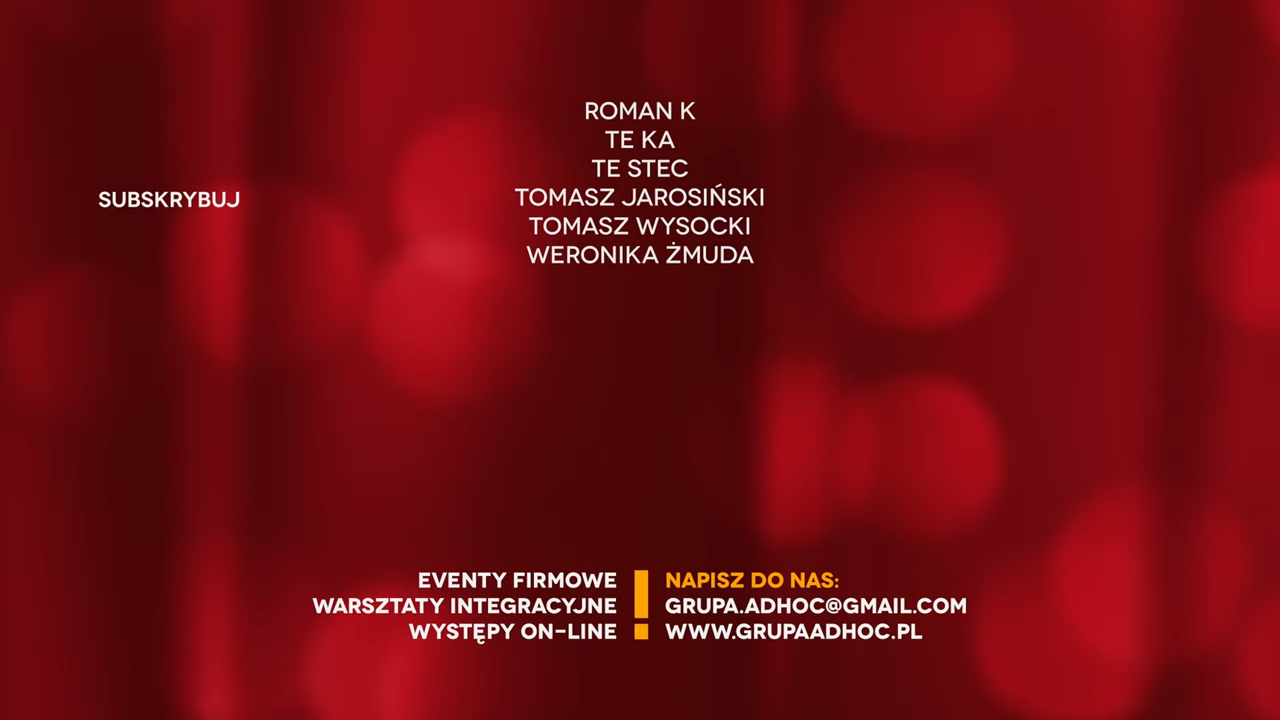 ROMAN K
TE KA
TE STEC
TOMASZ JAROSIŃSKI
TOMASZ WYSOCKI
WERONIKA ŻMUDA
SUBSKRYBUJ
EVENTY FIRMOWE
WARSZTATY INTEGRACYJNE
WYSTĘPY ON-LINE
NAPISZ DO NAS:
GRUPA.ADHOC@GMAIL.COM
WWW.GRUPAADHOC.PL